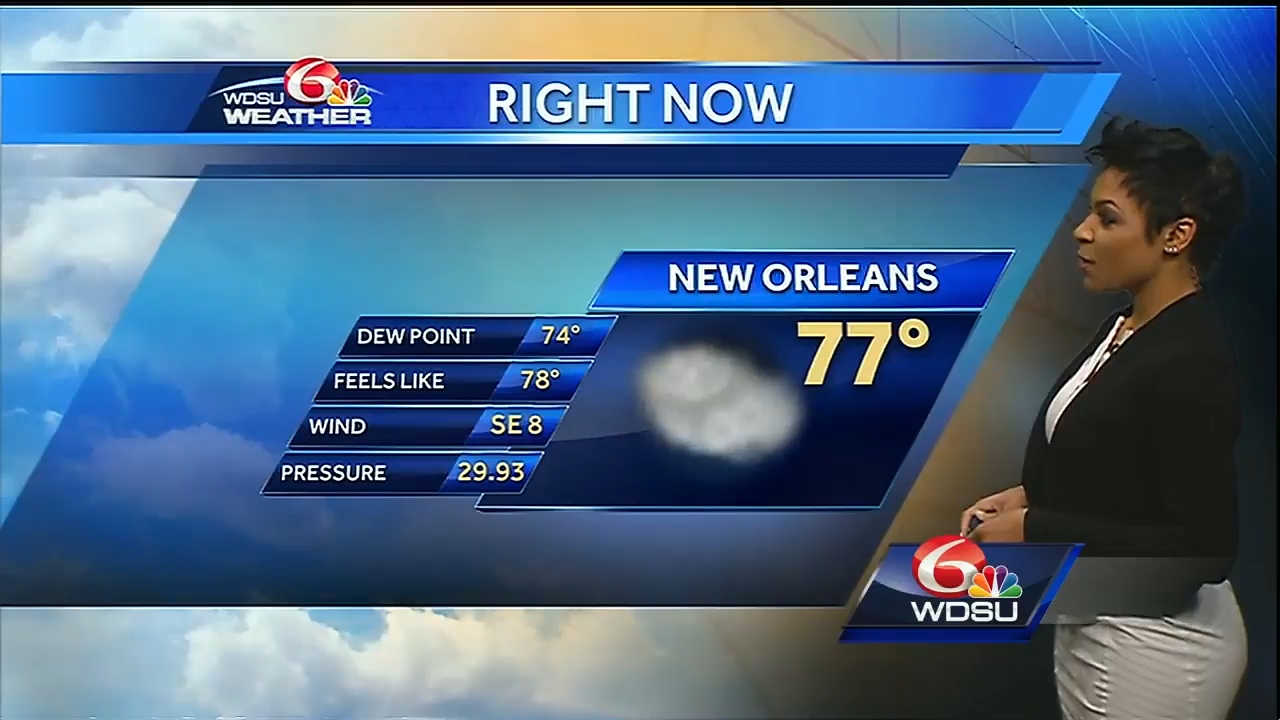 6
WDSU
WEATHER
RIGHT NOW
NEW ORLEANS
77°
DEW POINT 74°
FEELS LIKE 78°
WIND SE 8
PRESSURE 29.93
6
WDSU